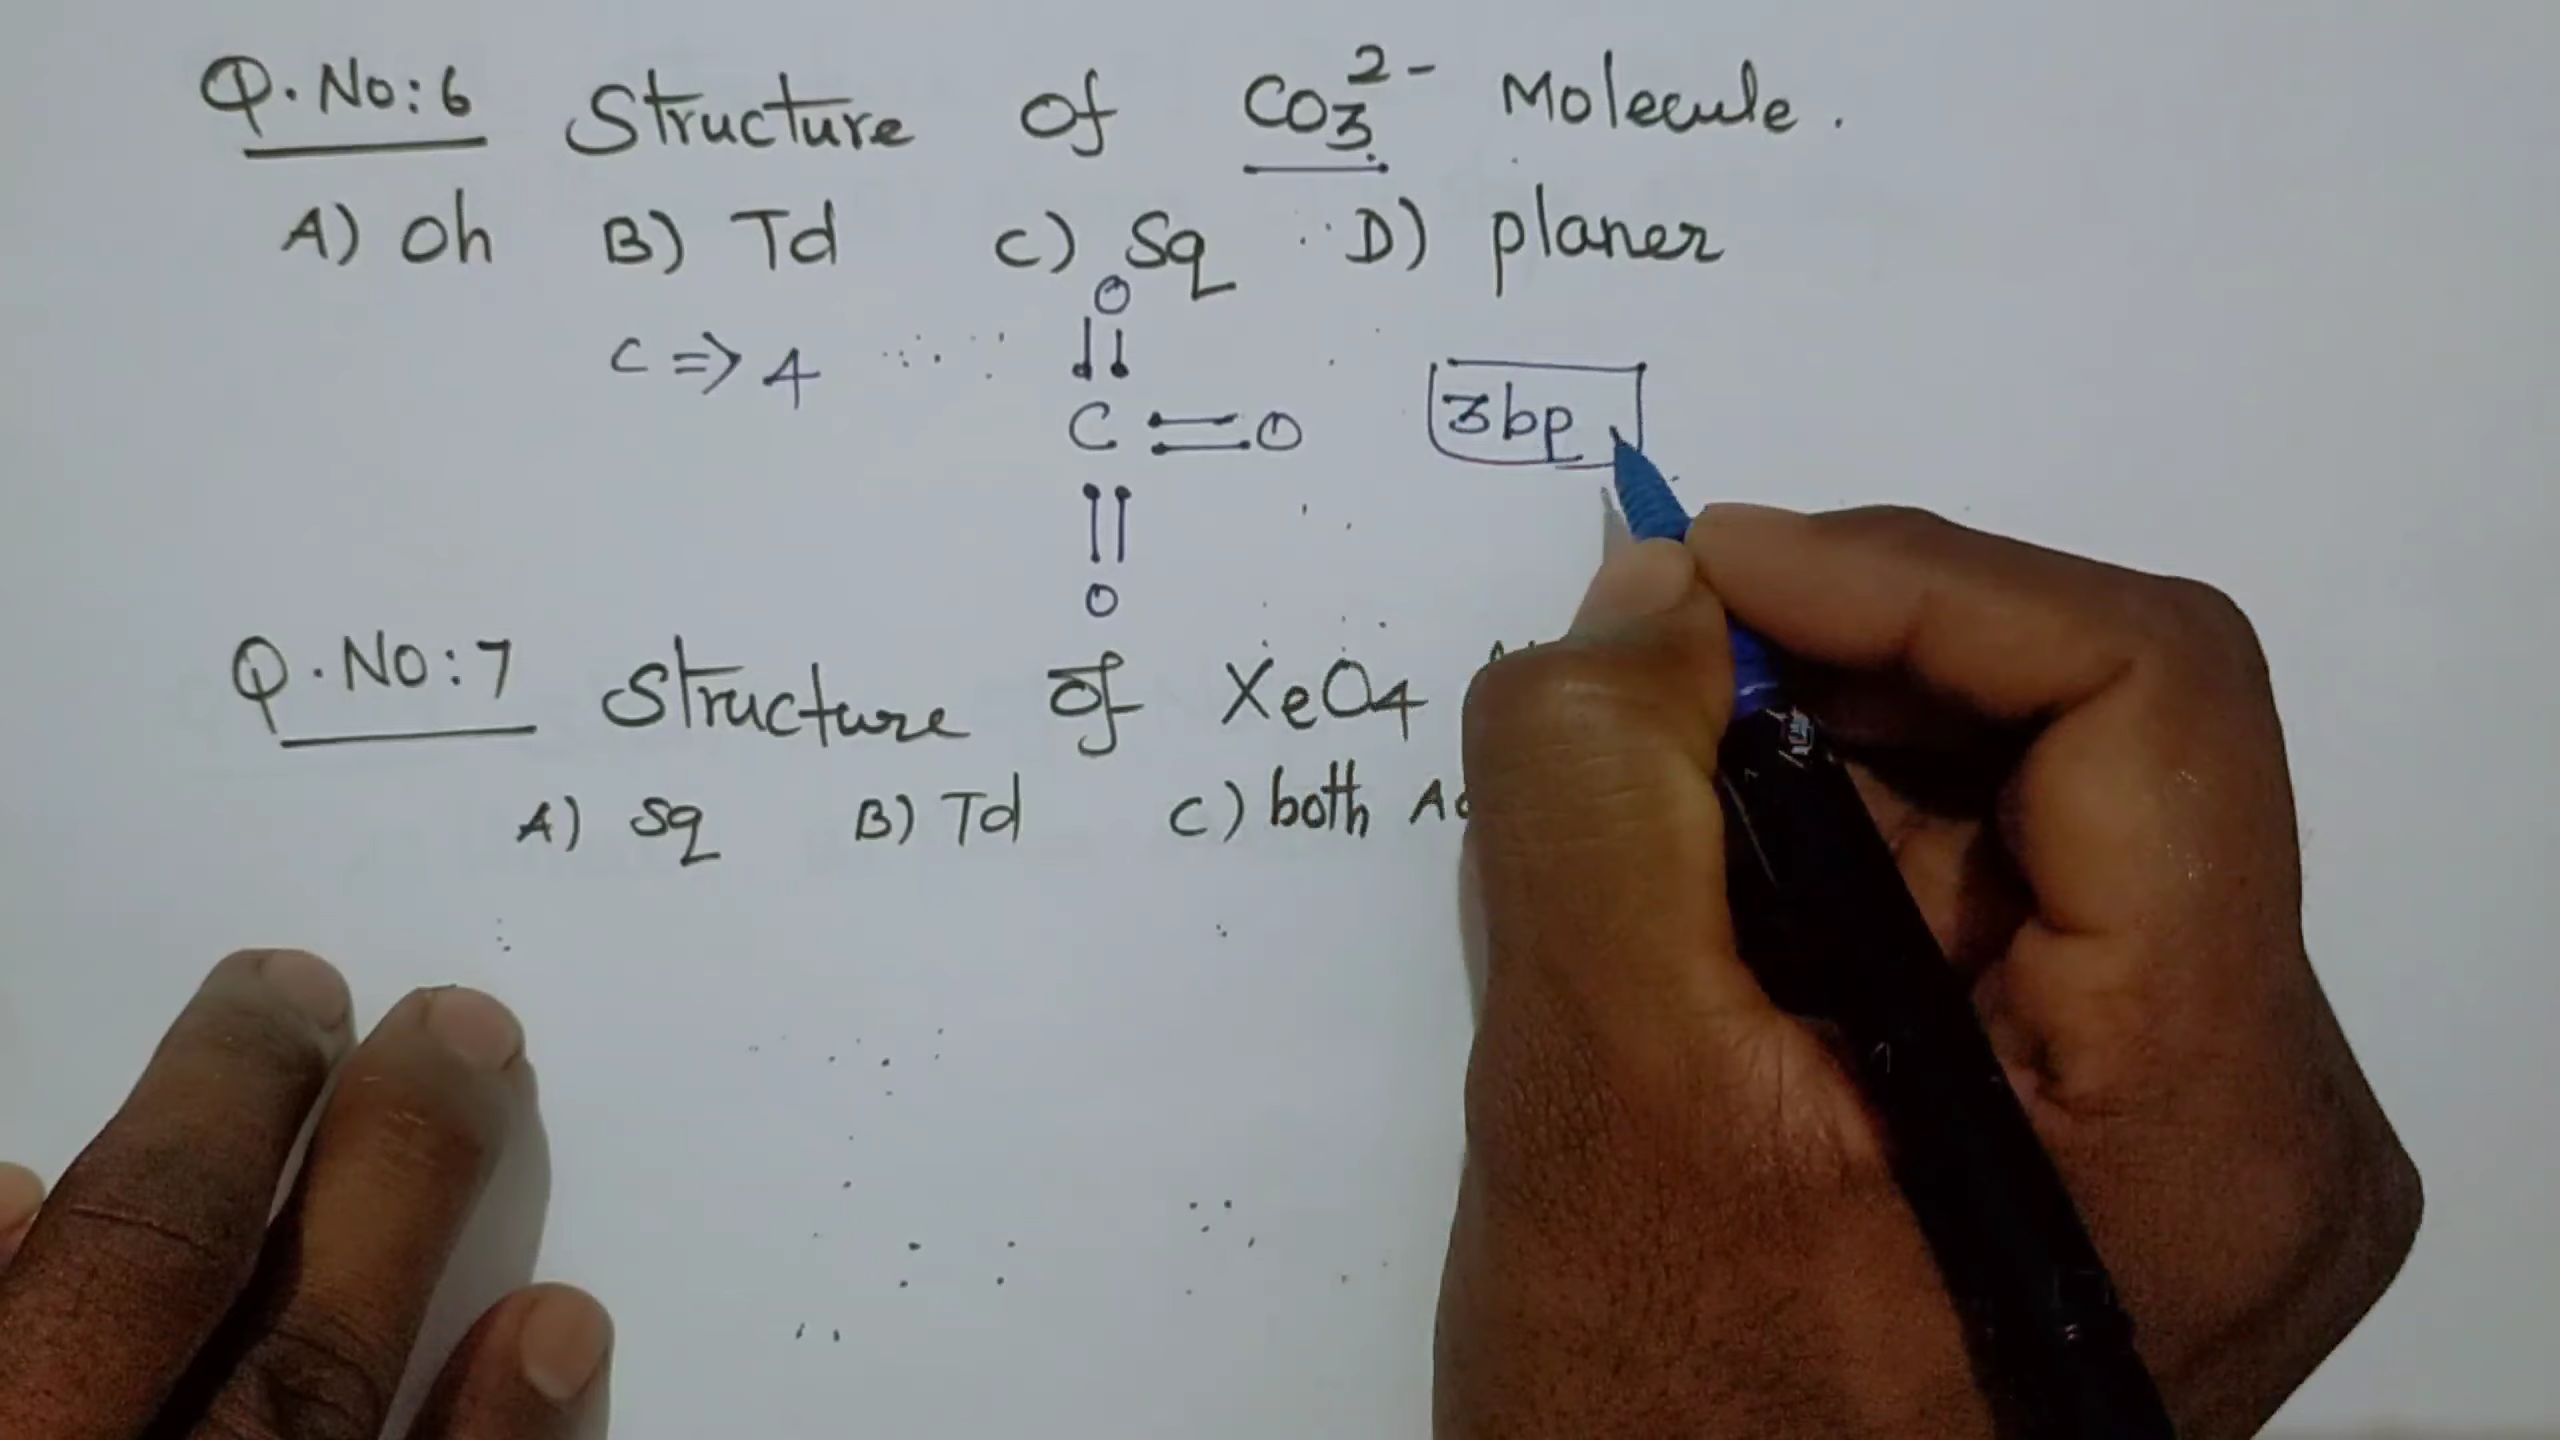 Q.No:6 Structure of CO3 2- Molecule.
A) Oh B) Td C) Sq D) planer
C => 4
O
C = O
3bp
O
Q.NO:7 Structure of XeO4
A) Sq B) Td C) both